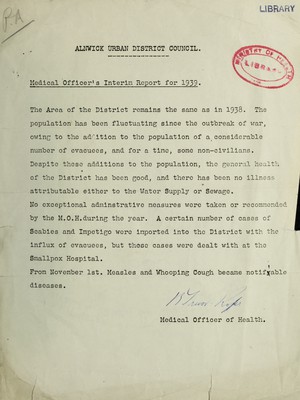 LIBRARY
ALNWICK URBAN DISTRICT COUNCIL.
MINISTRY OF HEALTH
LIBRARY
Medical Officer's Interim Report for 1939.
The Area of the District remains the same as in 1938. The
population has been fluctuating since the outbreak of war,
owing to the addition to the population of a considerable
number of evacuees, and for a time, some non-civilians.
Despite these additions to the population, the general health
of the District has been good, and there has been no illness
attributable either to the Water Supply or Sewage.
No exceptional adminstrative measures were taken or recommended
by the M.O.H.during the year. A certain number of cases of
Scabies and Impetigo were imported into the District with the
influx of evacuees, but those cases were dealt with at the
Smallpox Hospital.
From November 1st. Measles and Whooping Cough became notifiable
diseases.
Medical Officer of Health.